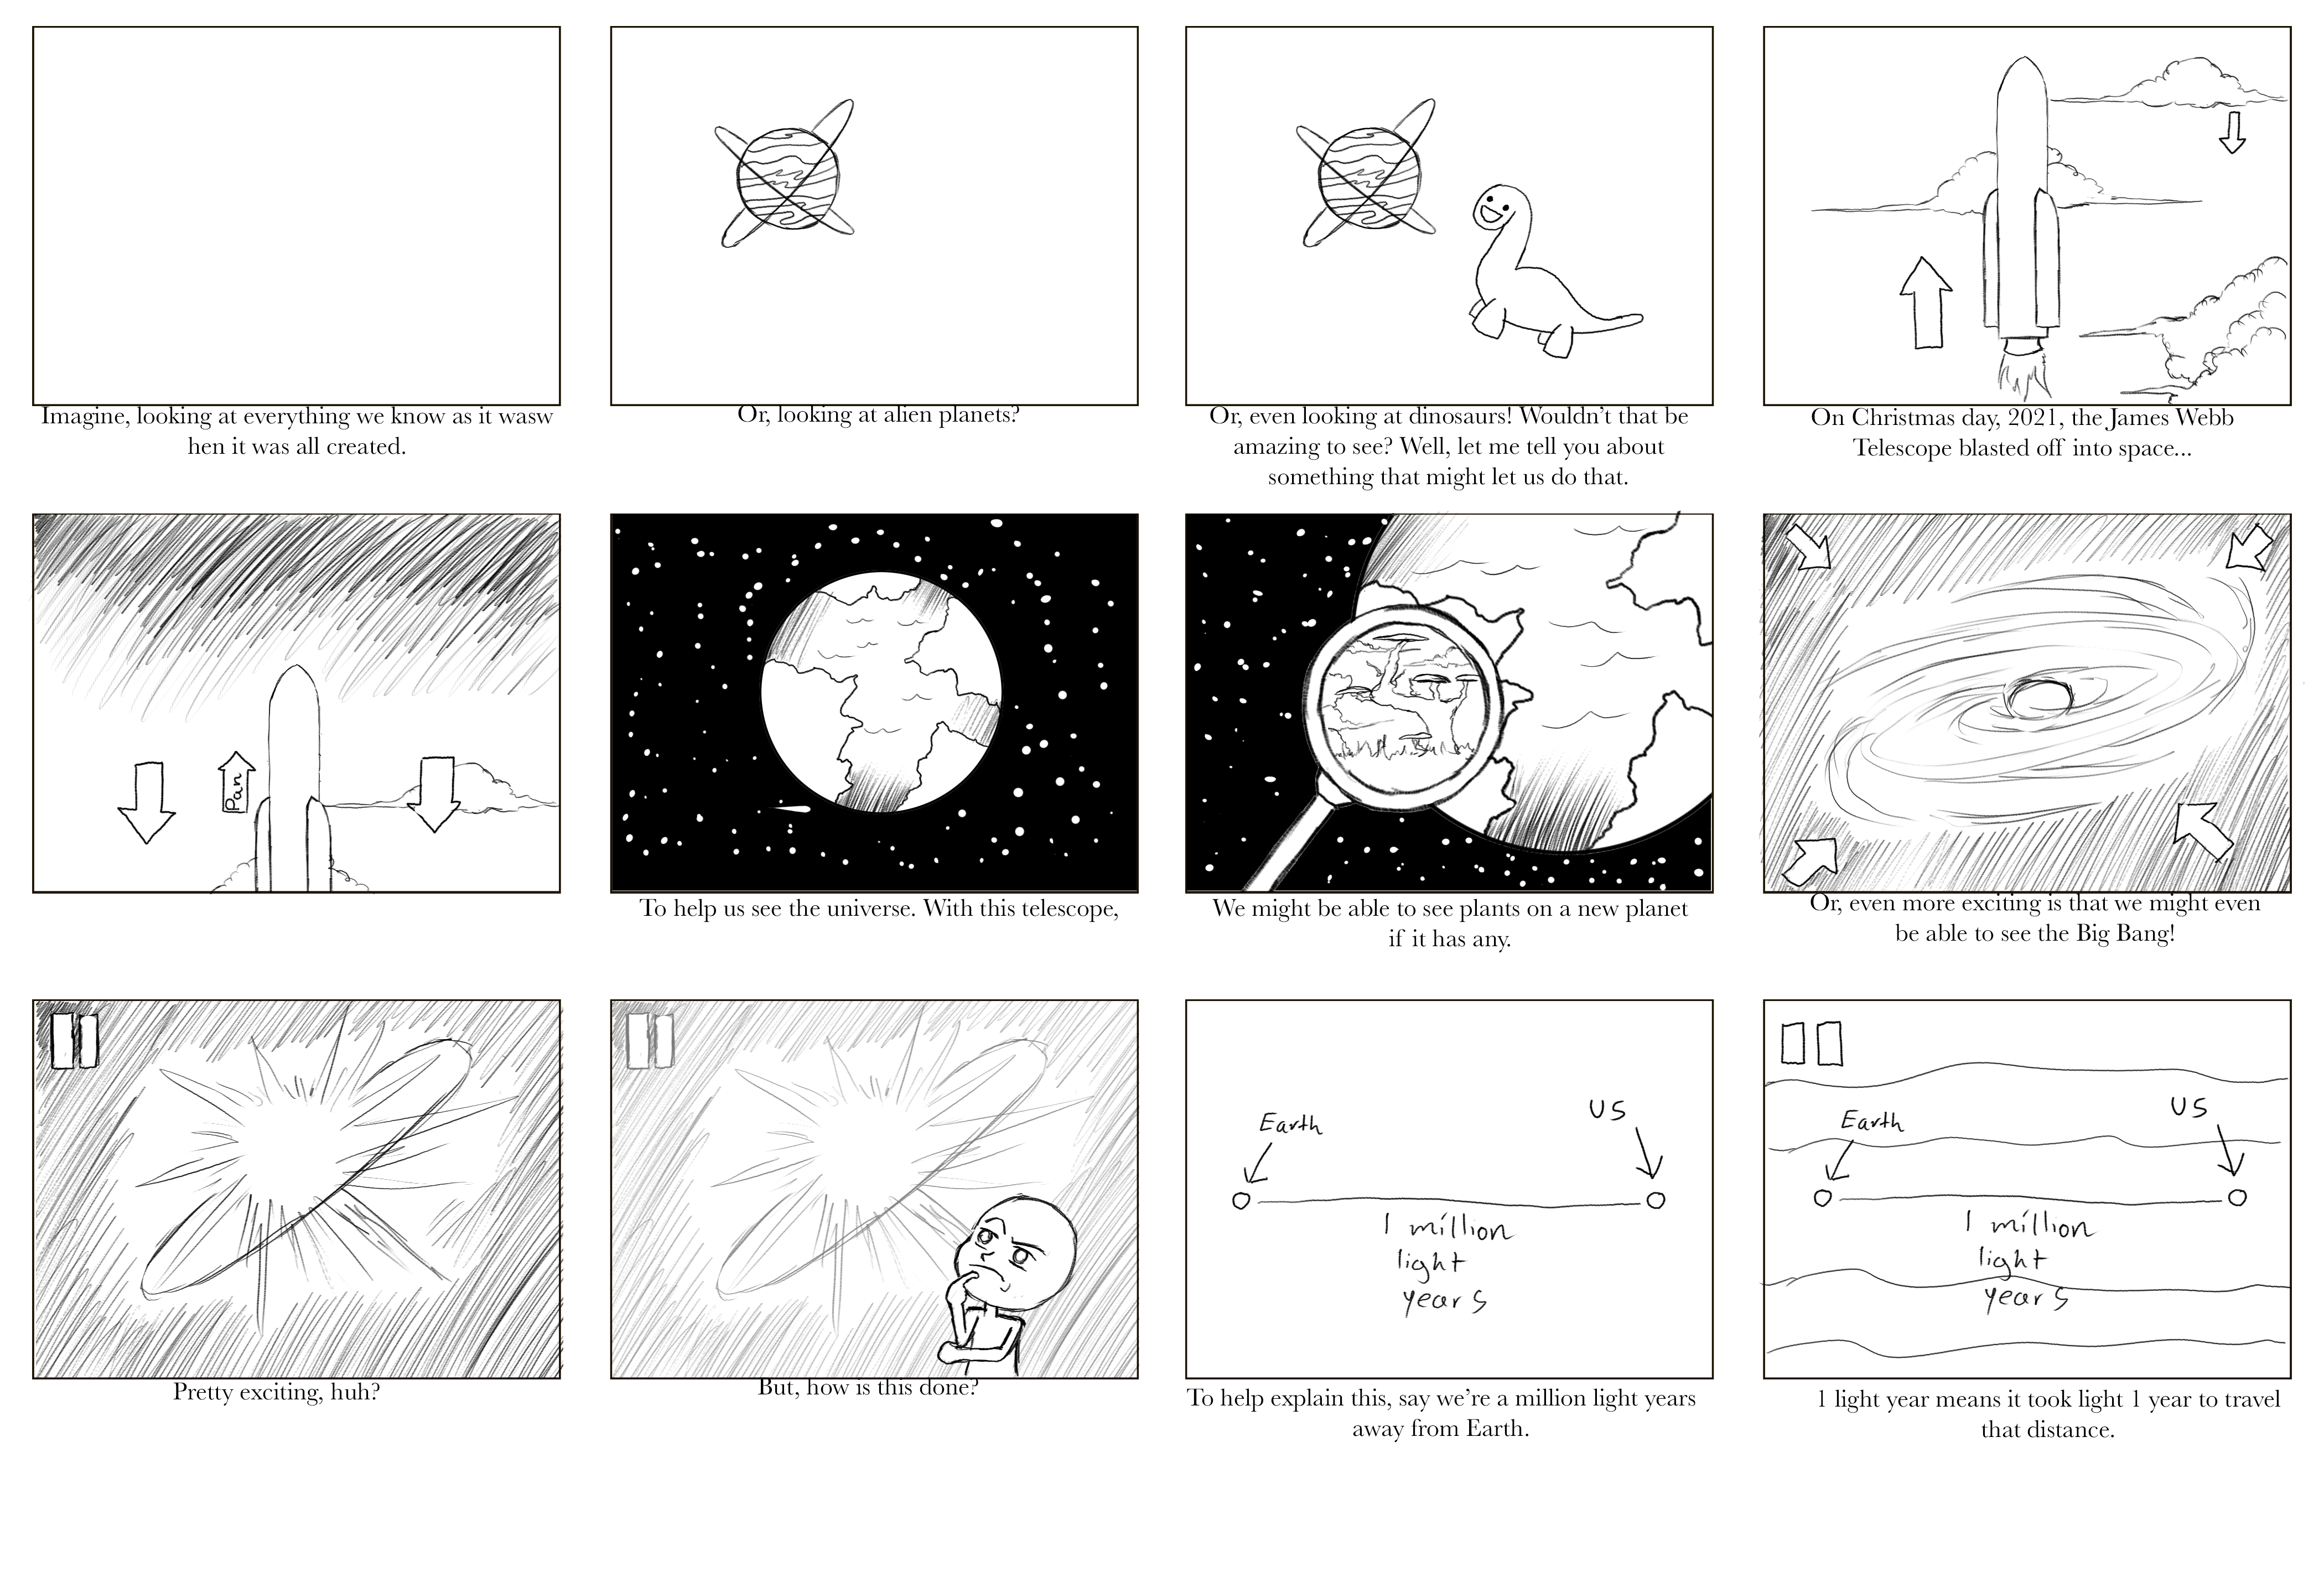 Imagine, looking at everything we know as it wasw
hen it was all created.
Or, looking at alien planets?
Or, even looking at dinosaurs! Wouldn't that be
amazing to see? Well, let me tell you about
something that might let us do that.
On Christmas day, 2021, the James Webb
Telescope blasted off into space...
Pan
To help us see the universe. With this telescope,
We might be able to see plants on a new planet
if it has any.
Or, even more exciting is that we might even
be able to see the Big Bang!
Pretty exciting, huh?
But, how is this done?
Earth
US
1 million
light
years
To help explain this, say we're a million light years
away from Earth.
Earth
US
1 million
light
years
1 light year means it took light 1 year to travel
that distance.